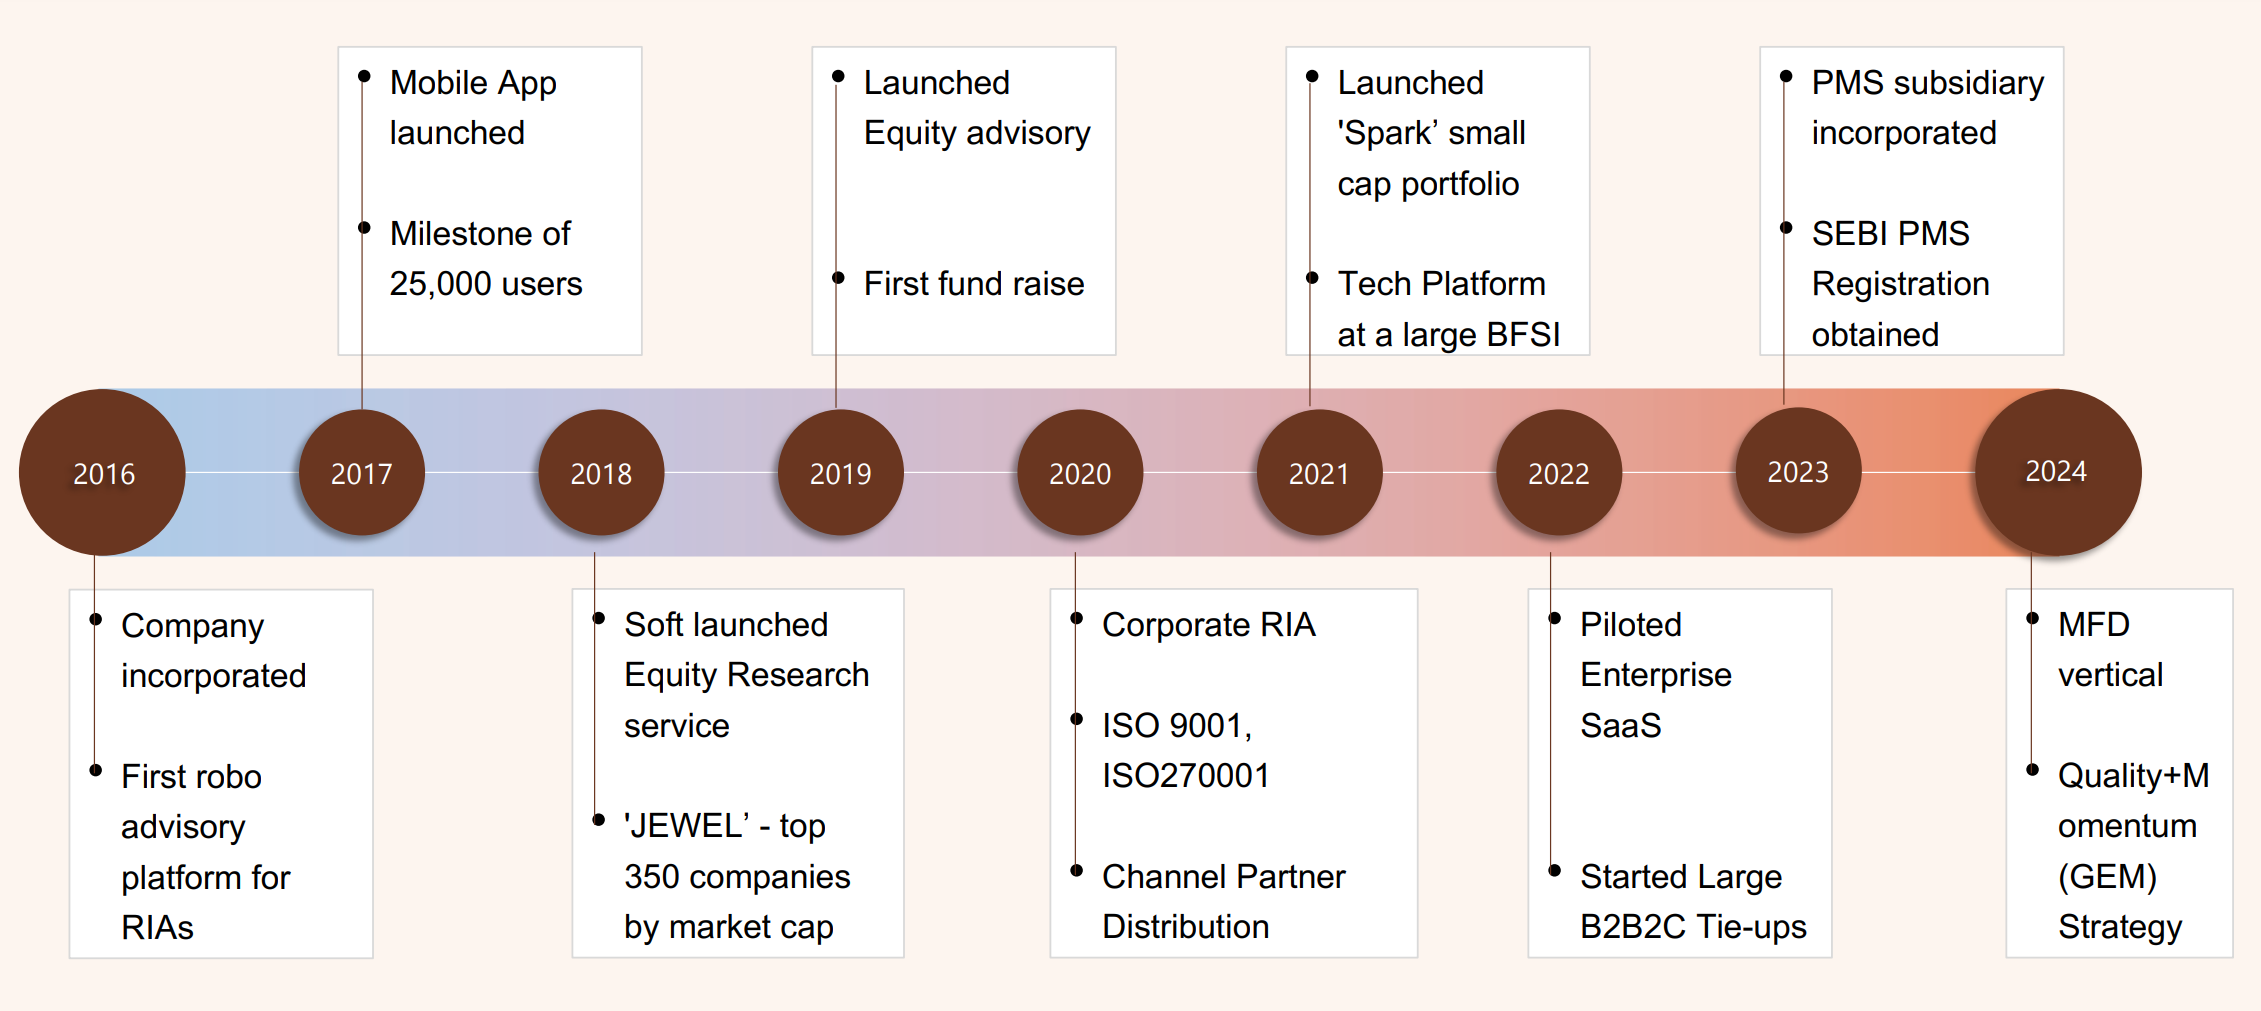 Mobile App
launched
Milestone of
25,000 users
Launched
Equity advisory
First fund raise
Launched
'Spark’ small
cap portfolio
Tech Platform
at a large BFSI
PMS subsidiary
incorporated
SEBI PMS
Registration
obtained
2016
2017
2018
2019
2020
2021
2022
2023
2024
Company
incorporated
First robo
advisory
platform for
RIAs
Soft launched
Equity Research
service
'JEWEL’ - top
350 companies
by market cap
Corporate RIA
ISO 9001,
ISO270001
Channel Partner
Distribution
Piloted
Enterprise
SaaS
Started Large
B2B2C Tie-ups
MFD
vertical
Quality+M
omentum
(GEM)
Strategy